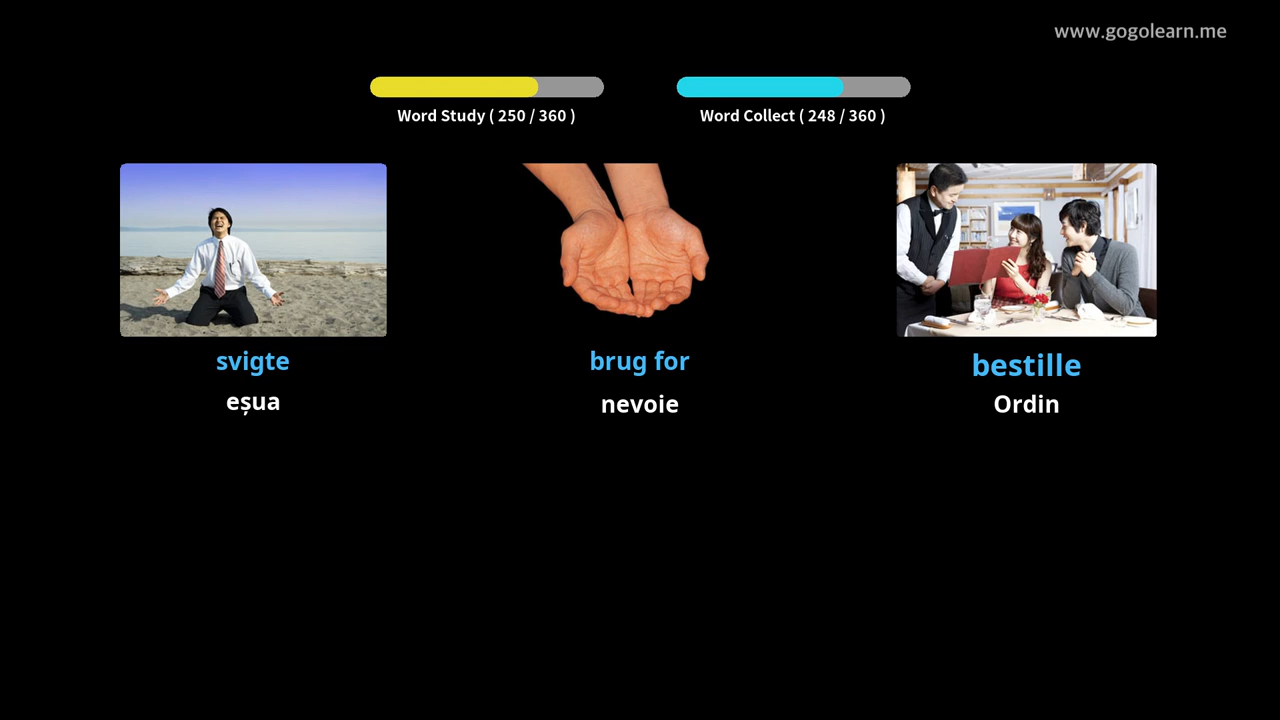 www.gogolearn.me
Word Study ( 250 / 360 )
Word Collect ( 248 / 360 )
svigte
brug for
bestille
eșua
nevoie
Ordin